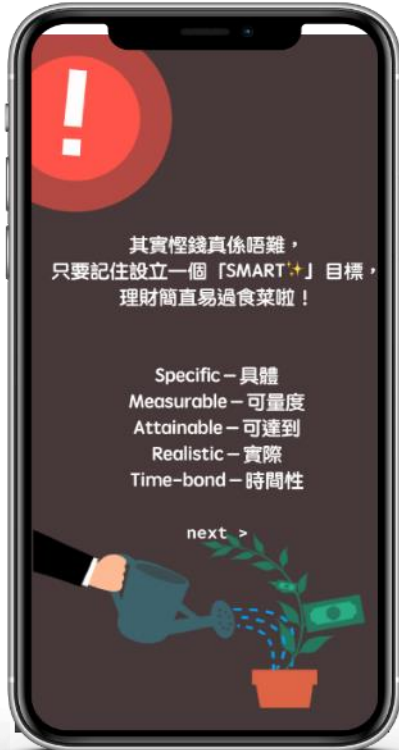 !
其實慳錢真係唔難，
只要記住設立一個「SMART✨」目標，
理財簡直易過食菜啦！
Specific－具體
Measurable－可量度
Attainable－可達到
Realistic－實際
Time-bond－時間性
next >